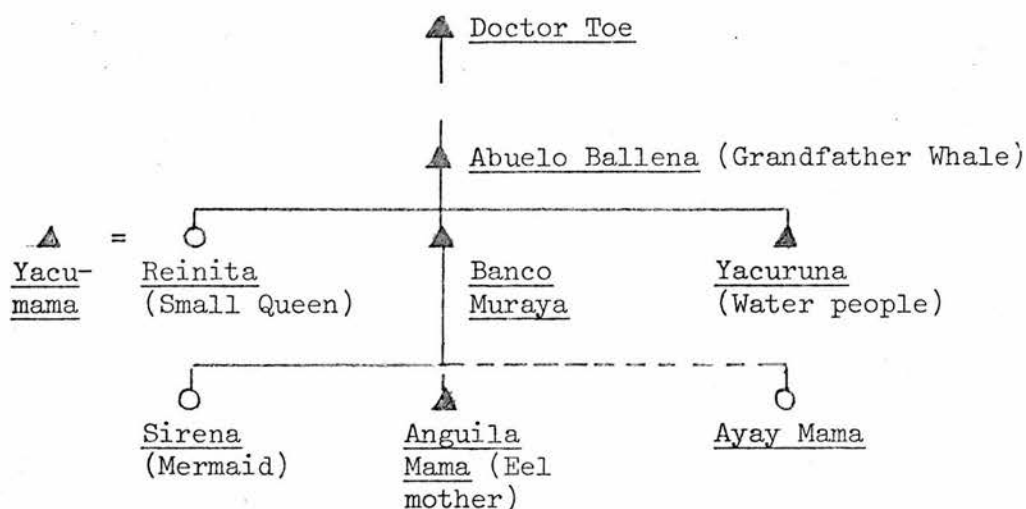 Doctor Toe
Abuelo Ballena (Grandfather Whale)
=
Yacu-
mama
Reinita
(Small Queen)
Banco
Muraya
Yacuruna
(Water people)
Sirena
(Mermaid)
Anguila
Mama (Eel
mother)
Ayay Mama